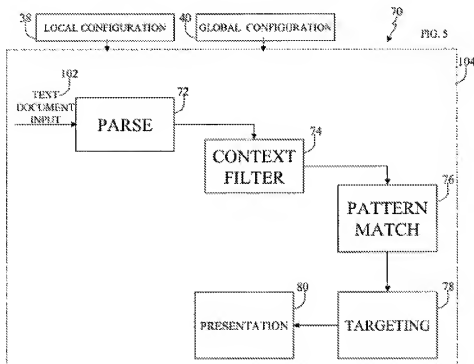 38
LOCAL CONFIGURATION
40
GLOBAL CONFIGURATION
70
FIG. 5
104
102
TEXT
DOCUMENT
INPUT
72
PARSE
74
CONTEXT
FILTER
76
PATTERN
MATCH
80
PRESENTATION
78
TARGETING